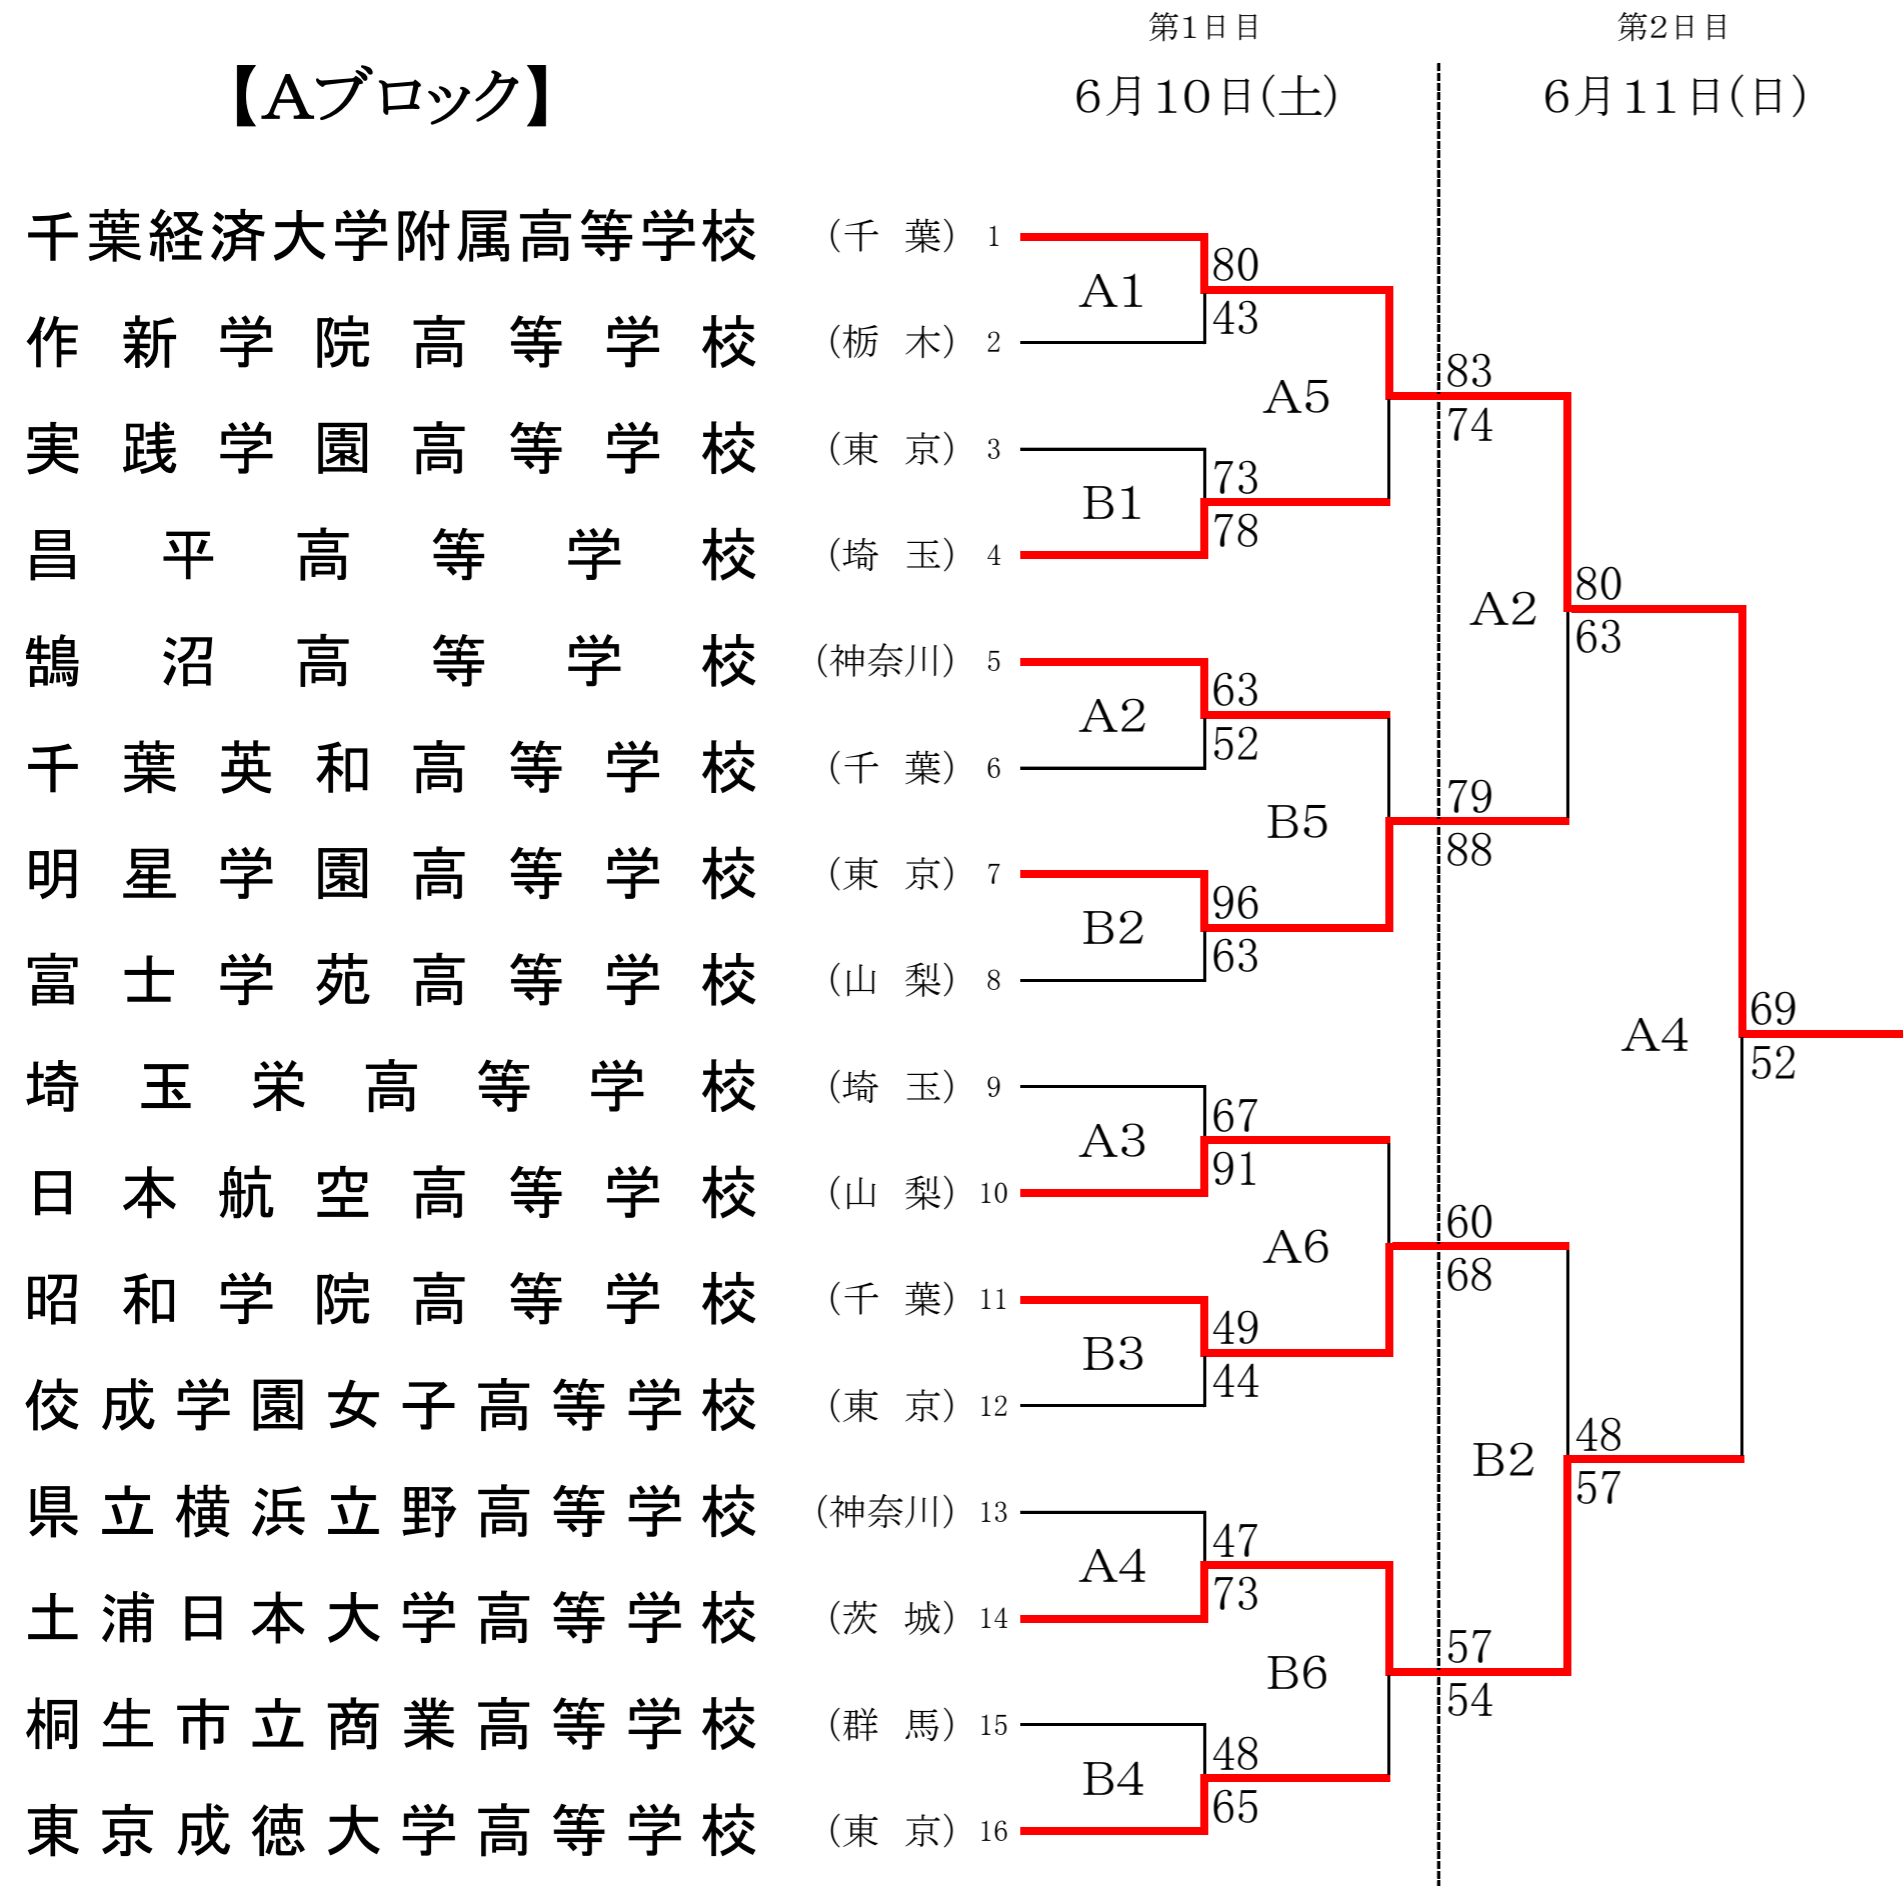 第1日目 第2日目
【Aブロック】 6月10日(土) 6月11日(日)
千葉経済大学附属高等学校 (千 葉) 1
80
A1
43
作新学院高等学校 (栃 木) 2
83
A5
74
実践学園高等学校 (東 京) 3
73
B1
78
昌平高等学校 (埼 玉) 4
80
A2
63
鵠沼高等学校 (神奈川) 5
63
A2
52
千葉英和高等学校 (千 葉) 6
79
B5
88
明星学園高等学校 (東 京) 7
96
B2
63
富士学苑高等学校 (山 梨) 8
69
A4
52
埼玉栄高等学校 (埼 玉) 9
67
A3
91
日本航空高等学校 (山 梨) 10
60
A6
68
昭和学院高等学校 (千 葉) 11
49
B3
44
佼成学園女子高等学校 (東 京) 12
48
B2
57
県立横浜立野高等学校 (神奈川) 13
47
A4
73
土浦日本大学高等学校 (茨 城) 14
57
B6
54
桐生市立商業高等学校 (群 馬) 15
48
B4
65
東京成徳大学高等学校 (東 京) 16